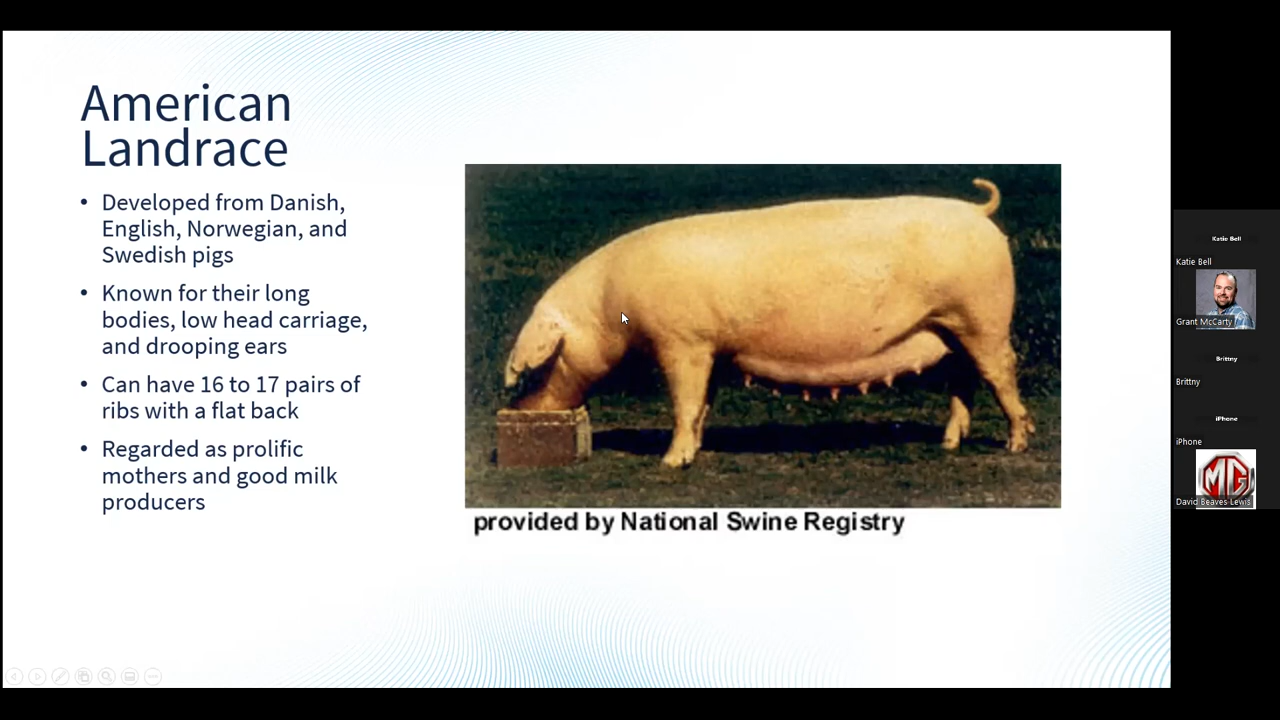 American
Landrace
• Developed from Danish,
English, Norwegian, and
Swedish pigs
• Known for their long
bodies, low head carriage,
and drooping ears
• Can have 16 to 17 pairs of
ribs with a flat back
• Regarded as prolific
mothers and good milk
producers
provided by National Swine Registry
Katie Bell
Katie Bell
Grant McCarty
Brittny
Brittny
iPhone
iPhone
MG
David Beaves Lewis